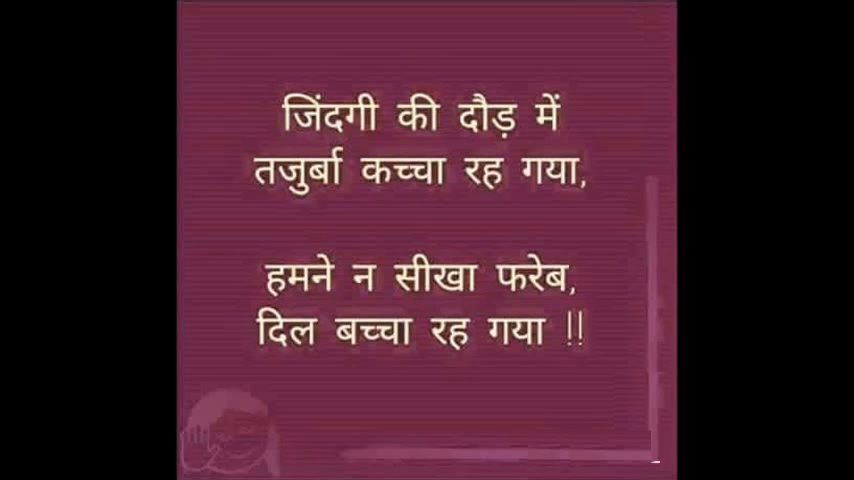 जिंदगी की दौड़ में
तजुर्बा कच्चा रह गया,
हमने न सीखा फरेब,
दिल बच्चा रह गया !!